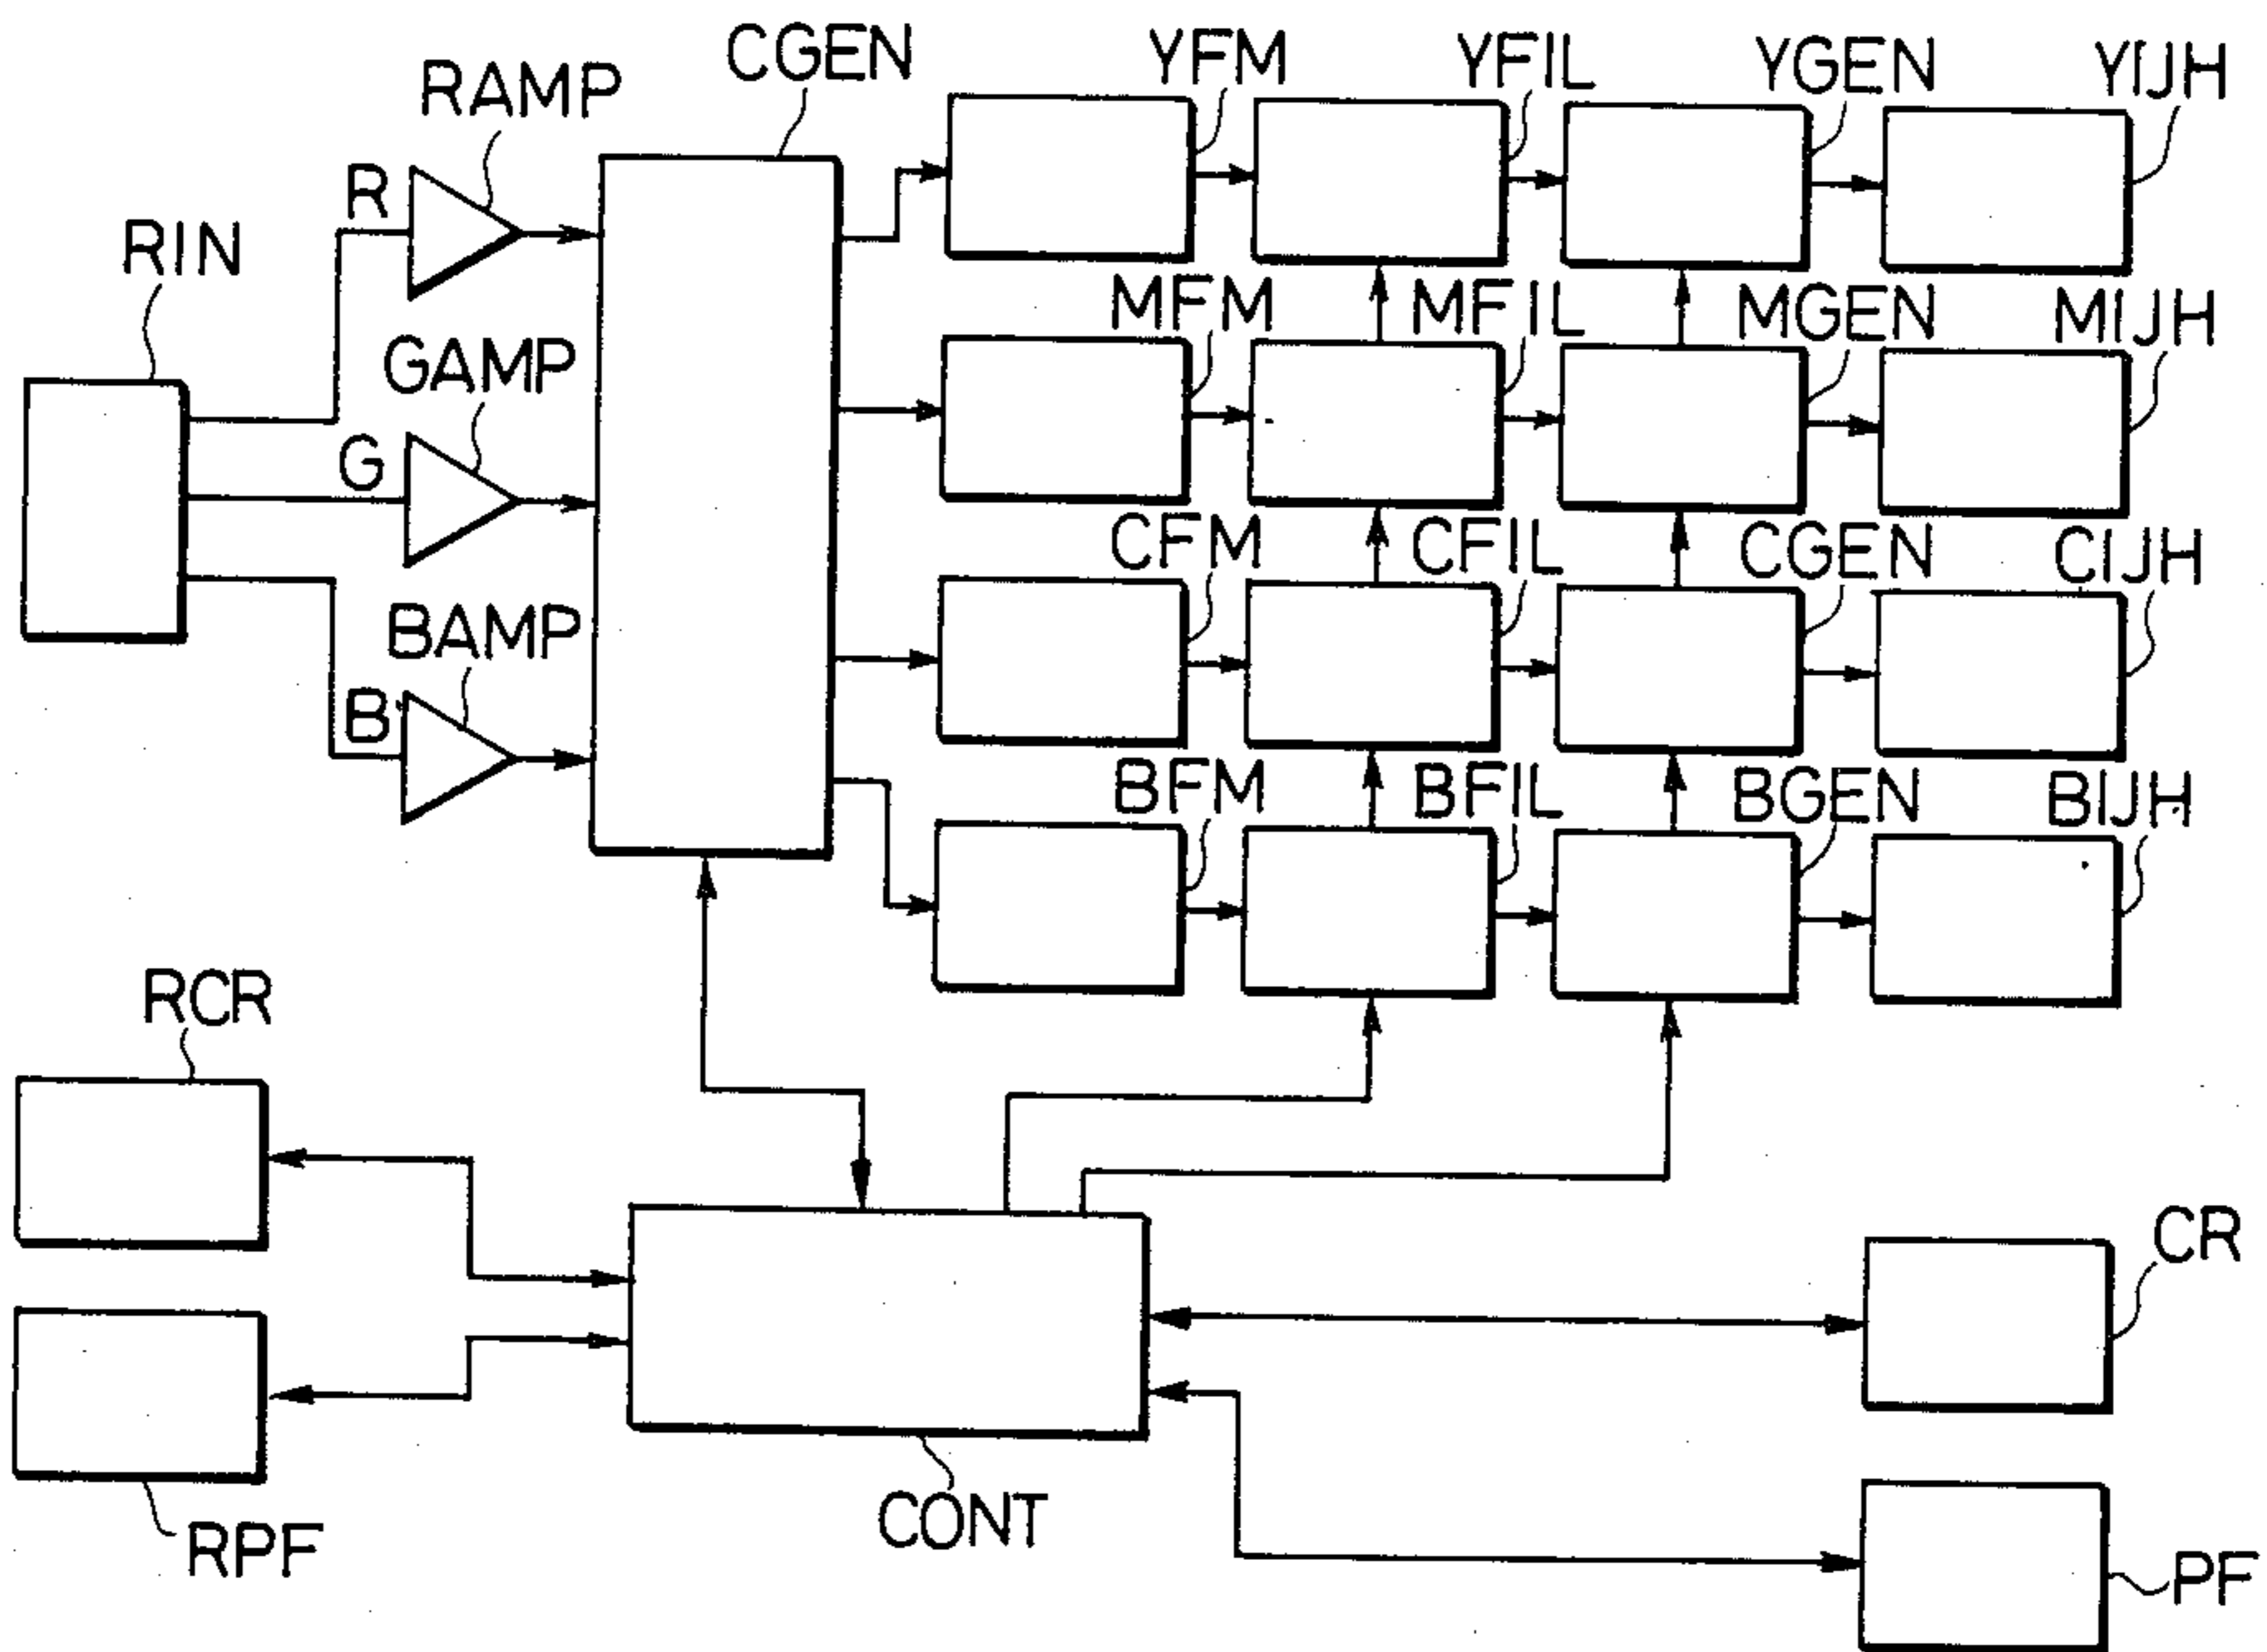 CGEN
YFM
YFIL
YGEN
YIJH
RAMP
R
RIN
MFM
MFIL
MGEN
MIJH
GAMP
G
CFM
CFIL
CGEN
CIJH
BAMP
B
BFM
BFIL
BGEN
BIJH
RCR
CR
CONT
RPF
PF